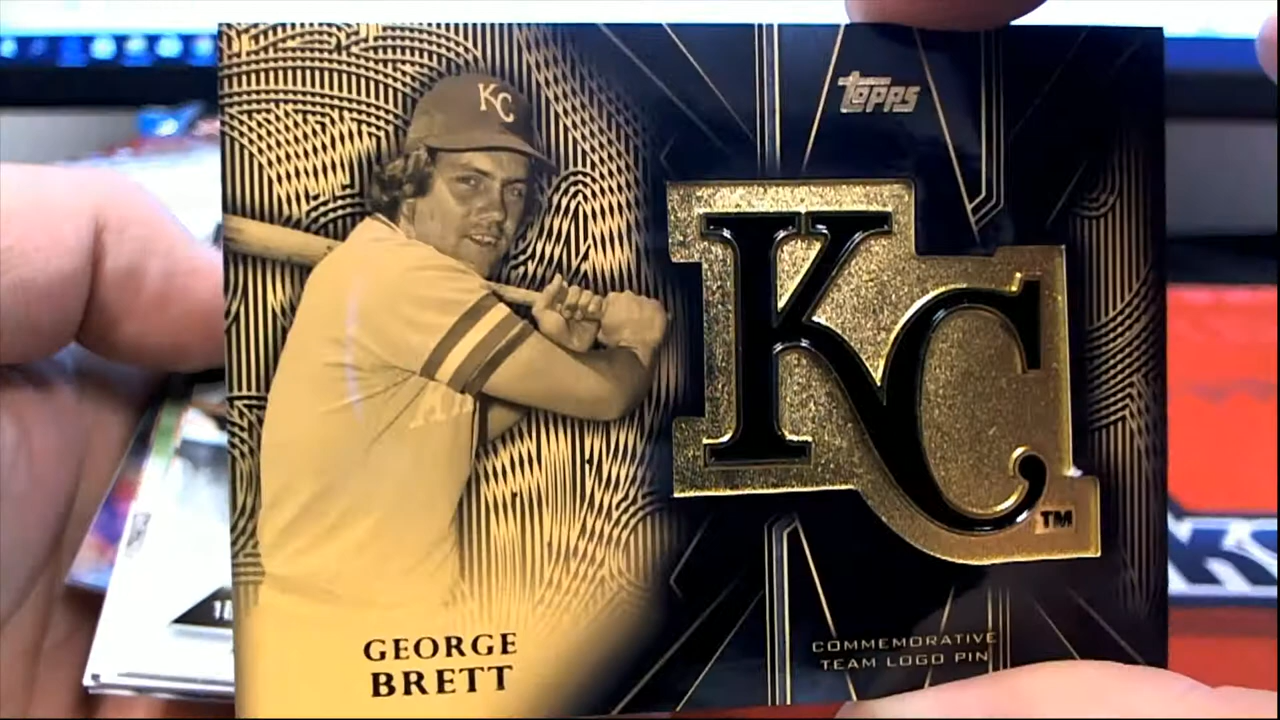 KC
TOPPS
KC
TM
GEORGE
BRETT
COMMEMORATIVE
TEAM LOGO PIN